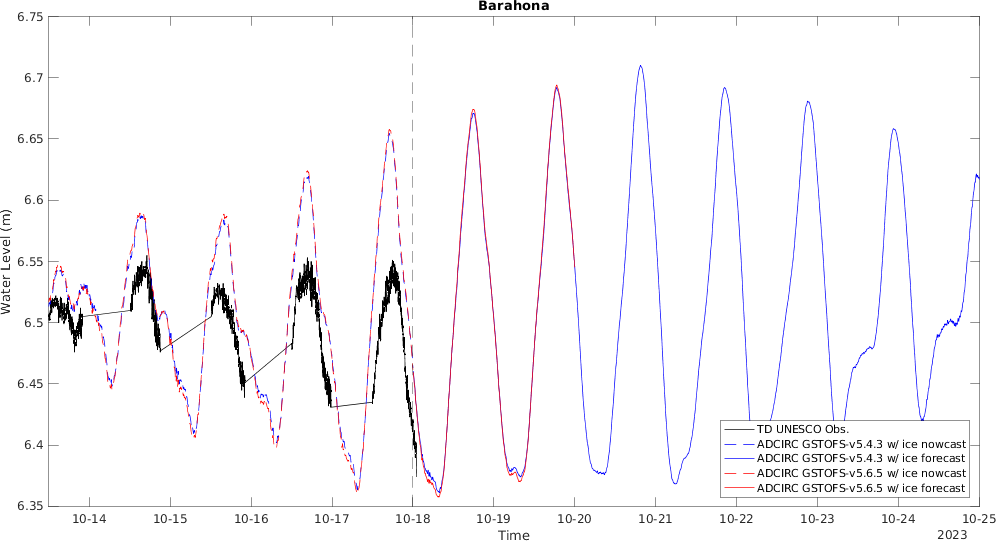 Barahona
6.75
6.7
6.65
6.6
6.55
6.5
6.45
6.4
6.35
Water Level (m)
10-14 10-15 10-16 10-17 10-18 10-19 10-20 10-21 10-22 10-23 10-24 10-25
Time
2023
TD UNESCO Obs.
ADCIRC GSTOFS-v5.4.3 w/ ice nowcast
ADCIRC GSTOFS-v5.4.3 w/ ice forecast
ADCIRC GSTOFS-v5.6.5 w/ ice nowcast
ADCIRC GSTOFS-v5.6.5 w/ ice forecast